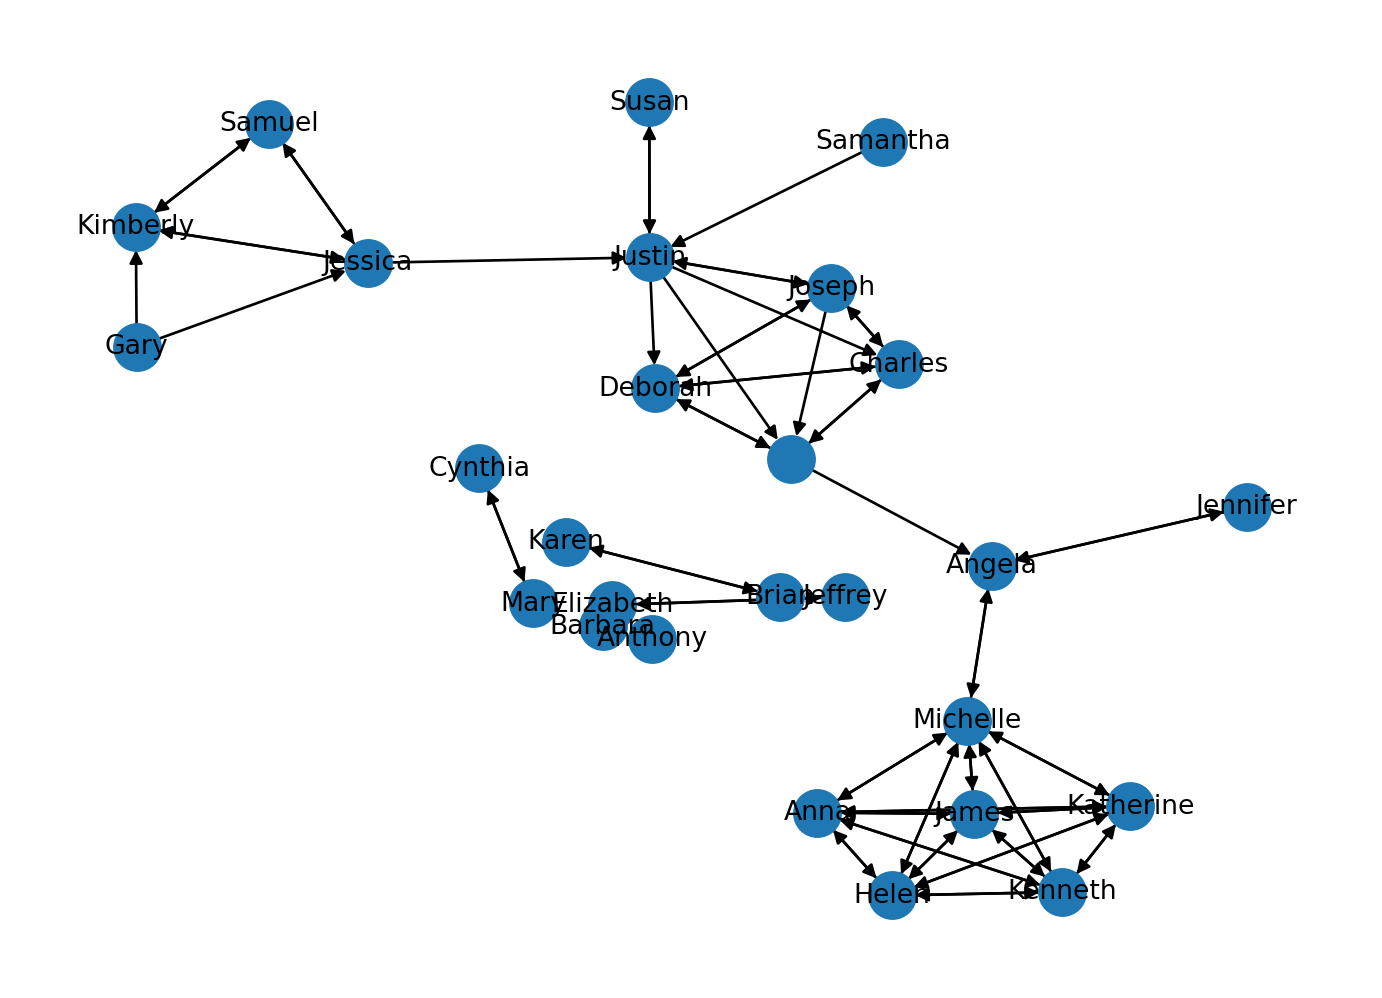 Susan
Samuel
Samantha
Kimberly
Justin
Jessica
Joseph
Gary
Charles
Deborah
Cynthia
Jennifer
Karen
Angela
Brian
Jeffrey
Mary
Elizabeth
Barbara
Anthony
Michelle
Katherine
Anna
James
Kenneth
Helen